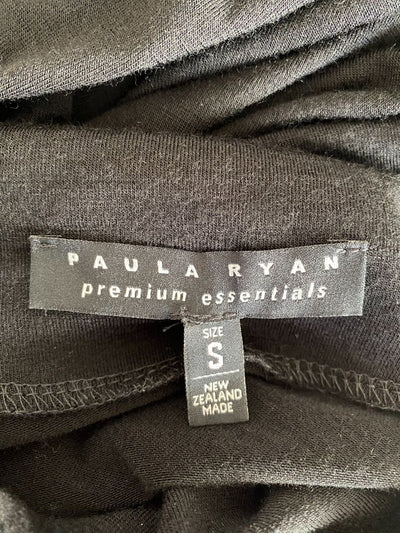 PAULA RYAN
premium essentials
SIZE
S
NEW
ZEALAND
MADE